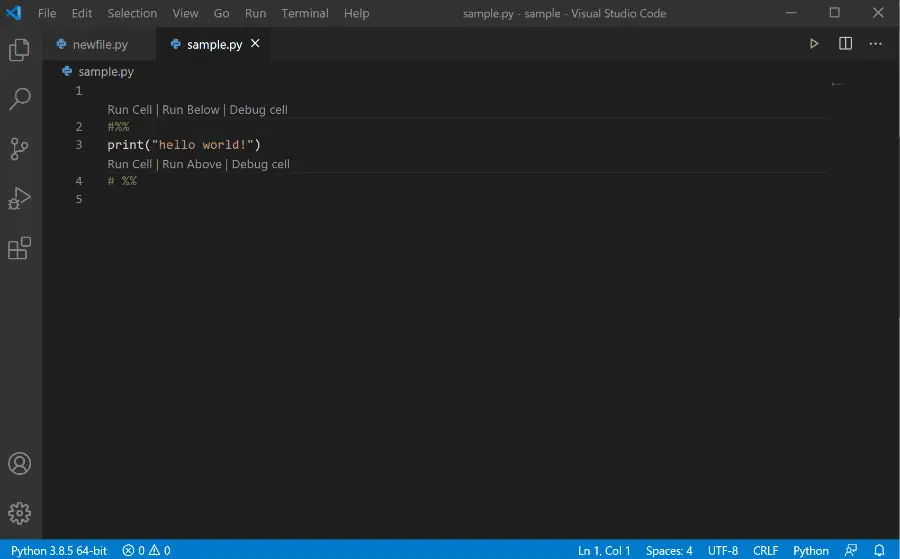 File Edit Selection View Go Run Terminal Help sample.py - sample - Visual Studio Code
newfile.py sample.py
sample.py
1
Run Cell | Run Below | Debug cell
2 #%%
3 print("hello world!")
Run Cell | Run Above | Debug cell
4 # %%
5
Python 3.8.5 64-bit 0 0 Ln 1, Col 1 Spaces: 4 UTF-8 CRLF Python